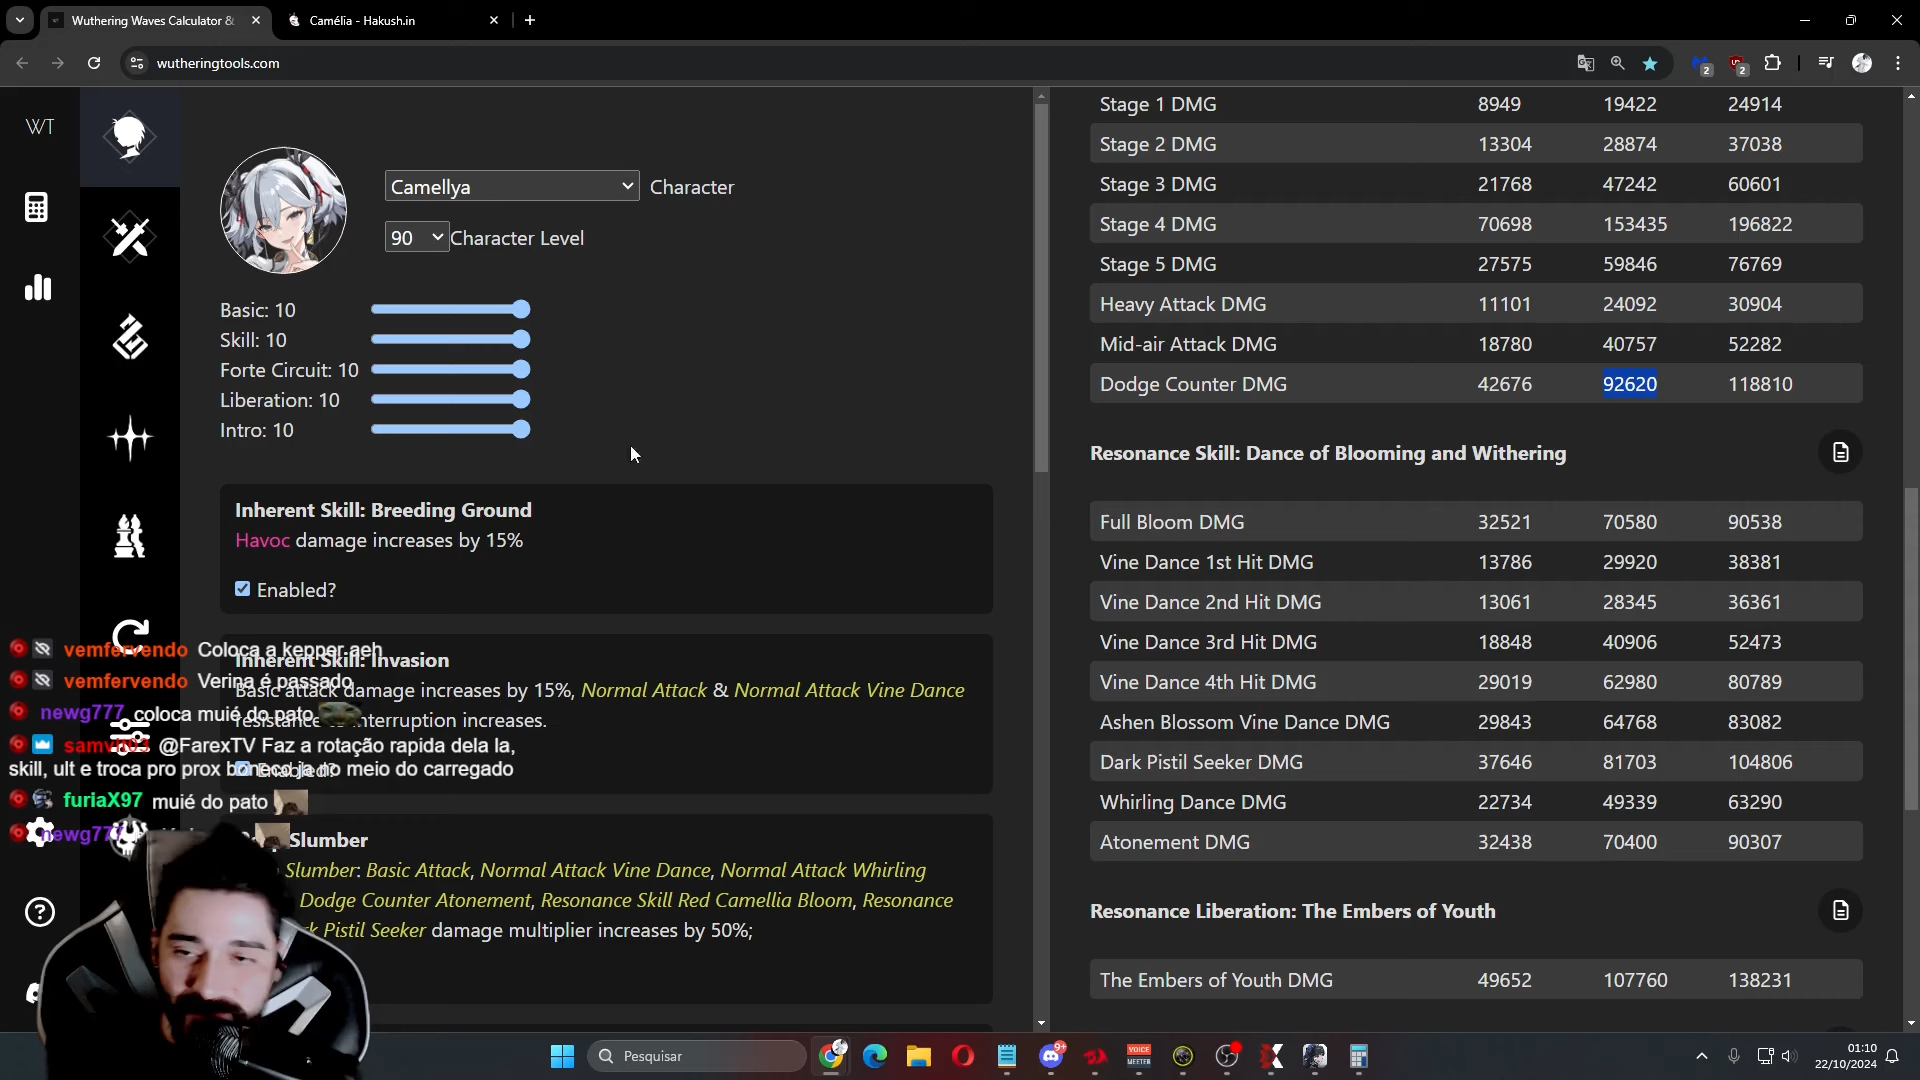 Wuthering Waves Calculator &
Camélia - Hakush.in
wutheringtools.com
2
2
WT
Camellya
Character
90
Character Level
Basic: 10
Skill: 10
Forte Circuit: 10
Liberation: 10
Intro: 10
Inherent Skill: Breeding Ground
Havoc damage increases by 15%
Enabled?
Inherent Skill: Invasion
Basic attack damage increases by 15%, Normal Attack & Normal Attack Vine Dance
resistance to interruption increases.
Enabled?
Slumber
Slumber: Basic Attack, Normal Attack Vine Dance, Normal Attack Whirling
Dodge Counter Atonement, Resonance Skill Red Camellia Bloom, Resonance
Pistil Seeker damage multiplier increases by 50%;
vemfervendo Coloca a kepper aeh
vemfervendo Verina é passado
newg777 coloca muié do pato
@FarexTV Faz a rotação rapida dela la,
skill, ult e troca pro prox boneco ja no meio do carregado
furiaX97 muié do pato
newg777
Stage 1 DMG 8949 19422 24914
Stage 2 DMG 13304 28874 37038
Stage 3 DMG 21768 47242 60601
Stage 4 DMG 70698 153435 196822
Stage 5 DMG 27575 59846 76769
Heavy Attack DMG 11101 24092 30904
Mid-air Attack DMG 18780 40757 52282
Dodge Counter DMG 42676 92620 118810
Resonance Skill: Dance of Blooming and Withering
Full Bloom DMG 32521 70580 90538
Vine Dance 1st Hit DMG 13786 29920 38381
Vine Dance 2nd Hit DMG 13061 28345 36361
Vine Dance 3rd Hit DMG 18848 40906 52473
Vine Dance 4th Hit DMG 29019 62980 80789
Ashen Blossom Vine Dance DMG 29843 64768 83082
Dark Pistil Seeker DMG 37646 81703 104806
Whirling Dance DMG 22734 49339 63290
Atonement DMG 32438 70400 90307
Resonance Liberation: The Embers of Youth
The Embers of Youth DMG 49652 107760 138231
Pesquisar
9+
VOICE
MEETER
01:10
22/10/2024